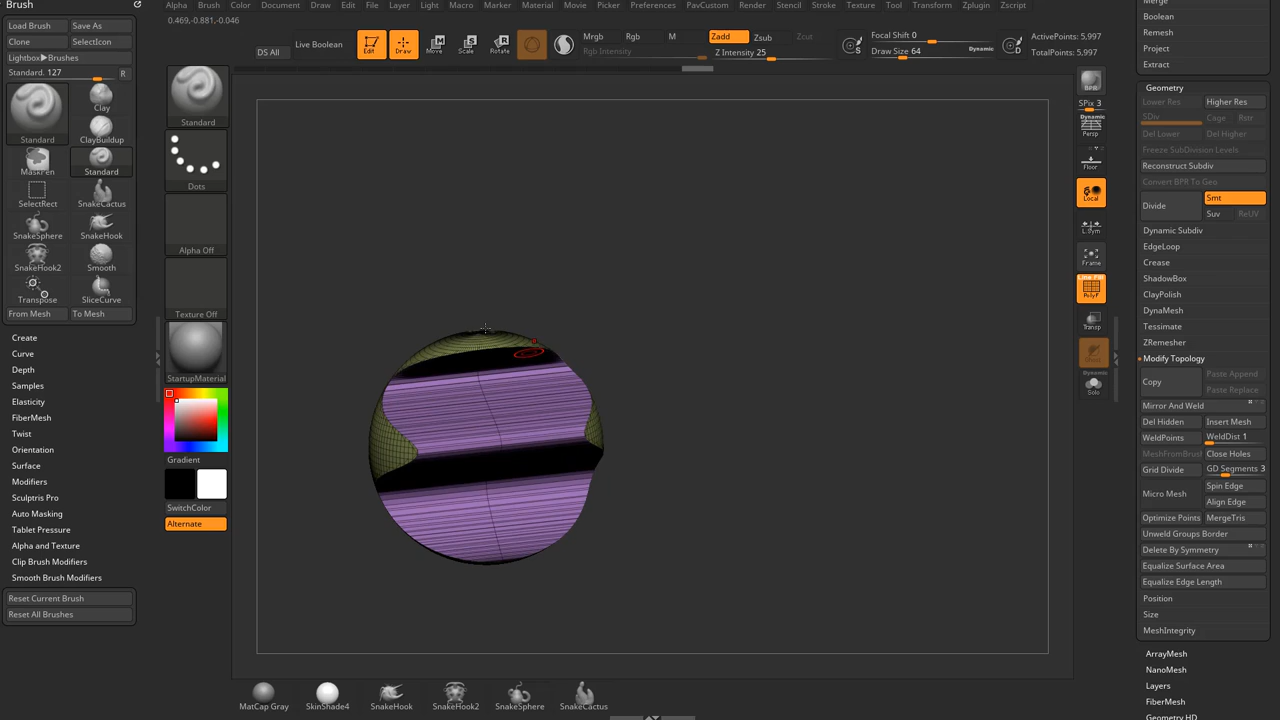 Brush
Alpha Brush Color Document Draw Edit File Layer Light Macro Marker Material Movie Picker Preferences PavCustom Render Stencil Stroke Texture Tool Transform Zplugin Zscript
0.469,-0.881,-0.046
Load Brush Save As
Clone SelectIcon
Lightbox▶Brushes
Standard. 127 R
Standard
Clay
ClayBuildup
MaskPen Standard
SelectRect SnakeCactus
SnakeSphere SnakeHook
SnakeHook2 Smooth
Transpose SliceCurve
From Mesh To Mesh
Create
Curve
Depth
Samples
Elasticity
FiberMesh
Twist
Orientation
Surface
Modifiers
Sculptris Pro
Auto Masking
Tablet Pressure
Alpha and Texture
Clip Brush Modifiers
Smooth Brush Modifiers
Reset Current Brush
Reset All Brushes
DS All Live Boolean Edit Draw Move Scale Rotate
Mrgb Rgb M Zadd Zsub Zcut
Rgb Intensity Z Intensity 25
S Focal Shift 0
Draw Size 64 Dynamic D
ActivePoints: 5,997
TotalPoints: 5,997
Standard
Dots
Alpha Off
Texture Off
StartupMaterial
Gradient
SwitchColor
Alternate
BPR
SPix 3
Dynamic
Persp
Floor
Local
L.Sym
Frame
Line Fill
PolyF
Transp
Ghost
Dynamic
Solo
MatCap Gray SkinShade4 SnakeHook SnakeHook2 SnakeSphere SnakeCactus
Merge
Boolean
Remesh
Project
Extract
Geometry
Lower Res Higher Res
SDiv Cage Rstr
Del Lower Del Higher
Freeze SubDivision Levels
Reconstruct Subdiv
Convert BPR To Geo
Divide Smt
Suv ReUV
Dynamic Subdiv
EdgeLoop
Crease
ShadowBox
ClayPolish
DynaMesh
Tessimate
ZRemesher
Modify Topology
Copy Paste Append
Paste Replace
Mirror And Weld
Del Hidden Insert Mesh
WeldPoints WeldDist 1
MeshFromBrush Close Holes
Grid Divide GD Segments 3
Micro Mesh Spin Edge
Align Edge
Optimize Points MergeTris
Unweld Groups Border
Delete By Symmetry
Equalize Surface Area
Equalize Edge Length
Position
Size
MeshIntegrity
ArrayMesh
NanoMesh
Layers
FiberMesh
Geometry HD